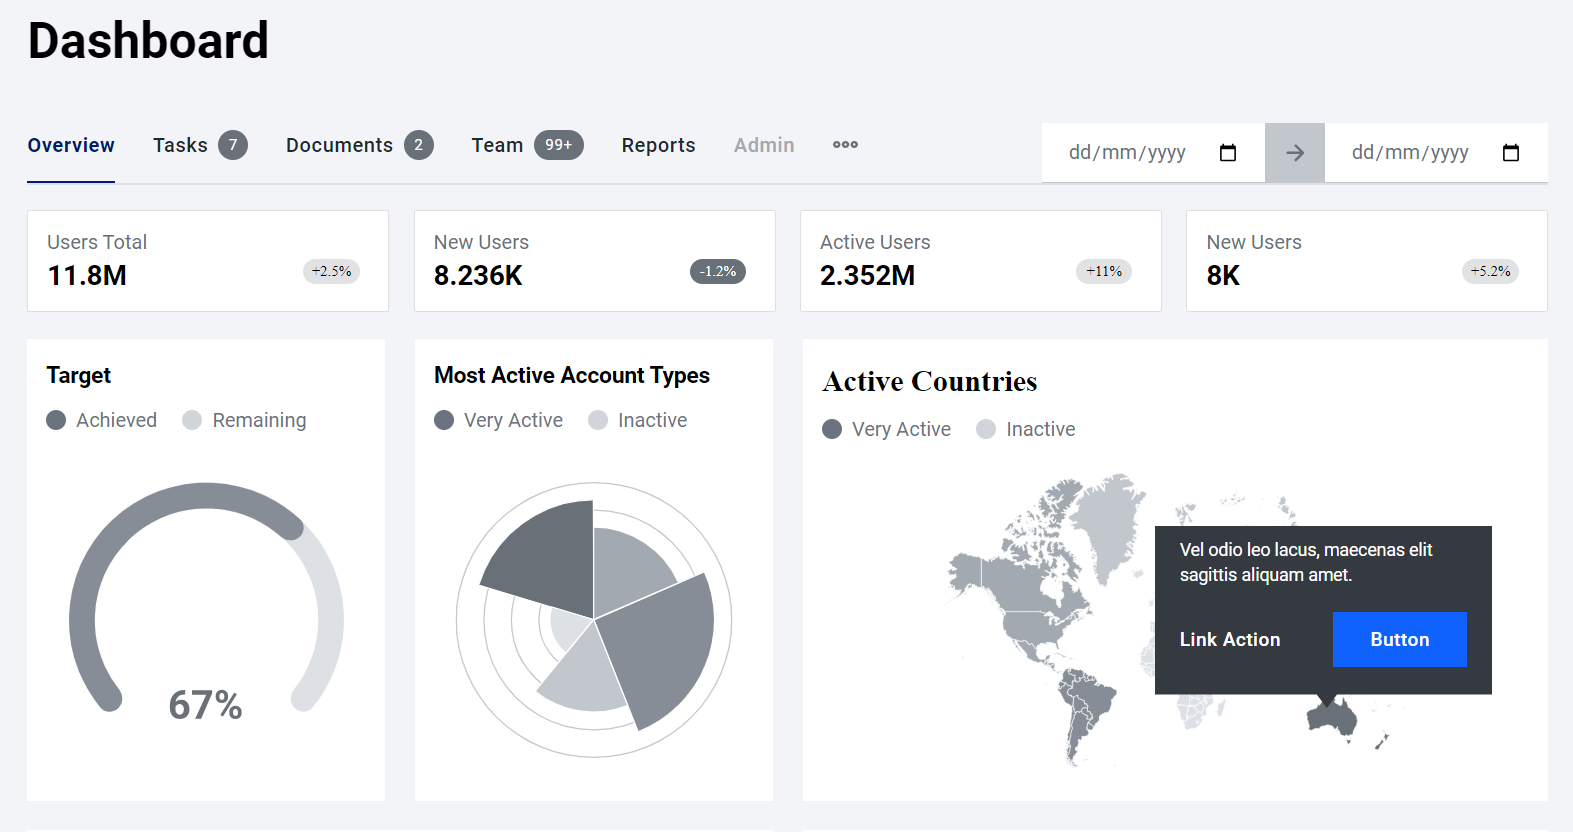 Dashboard
Overview Tasks 7 Documents 2 Team 99+ Reports Admin
dd/mm/yyyy dd/mm/yyyy
Users Total
11.8M +2.5%
New Users
8.236K -1.2%
Active Users
2.352M +11%
New Users
8K +5.2%
Target
Achieved Remaining
67%
Most Active Account Types
Very Active Inactive
Active Countries
Very Active Inactive
Vel odio leo lacus, maecenas elit
sagittis aliquam amet.
Link Action Button